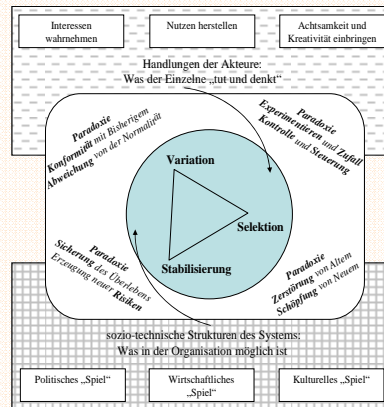 Interessen
wahrnehmen
Nutzen herstellen
Achtsamkeit und
Kreativität einbringen
Handlungen der Akteure:
Was der Einzelne „tut und denkt“
Paradoxie
Konformität mit Bisherigem
Abweichung von der Normalität
Paradoxie
Experimentieren und Zufall
Kontrolle und Steuerung
Variation
Selektion
Stabilisierung
Paradoxie
Sicherung des Überlebens
Erzeugung neuer Risiken
Paradoxie
Zerstörung von Altem
Schöpfung von Neuem
sozio-technische Strukturen des Systems:
Was in der Organisation möglich ist
Politisches „Spiel“
Wirtschaftliches
„Spiel“
Kulturelles „Spiel“